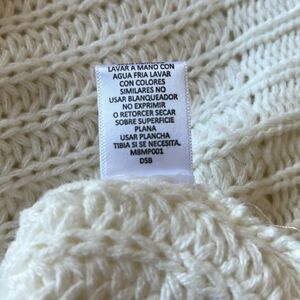 LAVAR A MANO CON
AGUA FRIA LAVAR
CON COLORES
SIMILARES NO
USAR BLANQUEADOR
NO EXPRIMIR
O RETORCER SECAR
SOBRE SUPERFICIE
PLANA
USAR PLANCHA
TIBIA SI SE NECESITA.
MBMP001
DSB